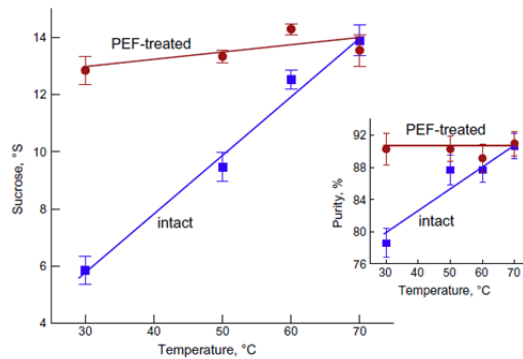 14
12
10
8
6
4
Sucrose, °S
PEF-treated
intact
30
40
50
60
70
Temperature, °C
92
88
84
80
76
Purity, %
PEF-treated
intact
30
40
50
60
70
Temperature, °C